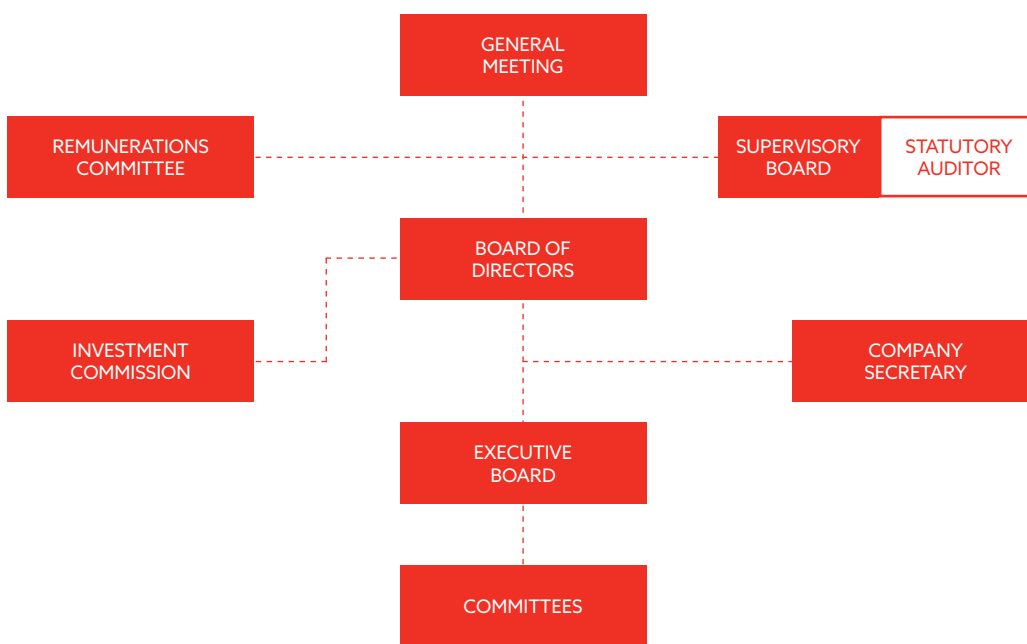 GENERAL
MEETING
REMUNERATIONS
COMMITTEE
SUPERVISORY
BOARD
STATUTORY
AUDITOR
BOARD OF
DIRECTORS
INVESTMENT
COMMISSION
COMPANY
SECRETARY
EXECUTIVE
BOARD
COMMITTEES